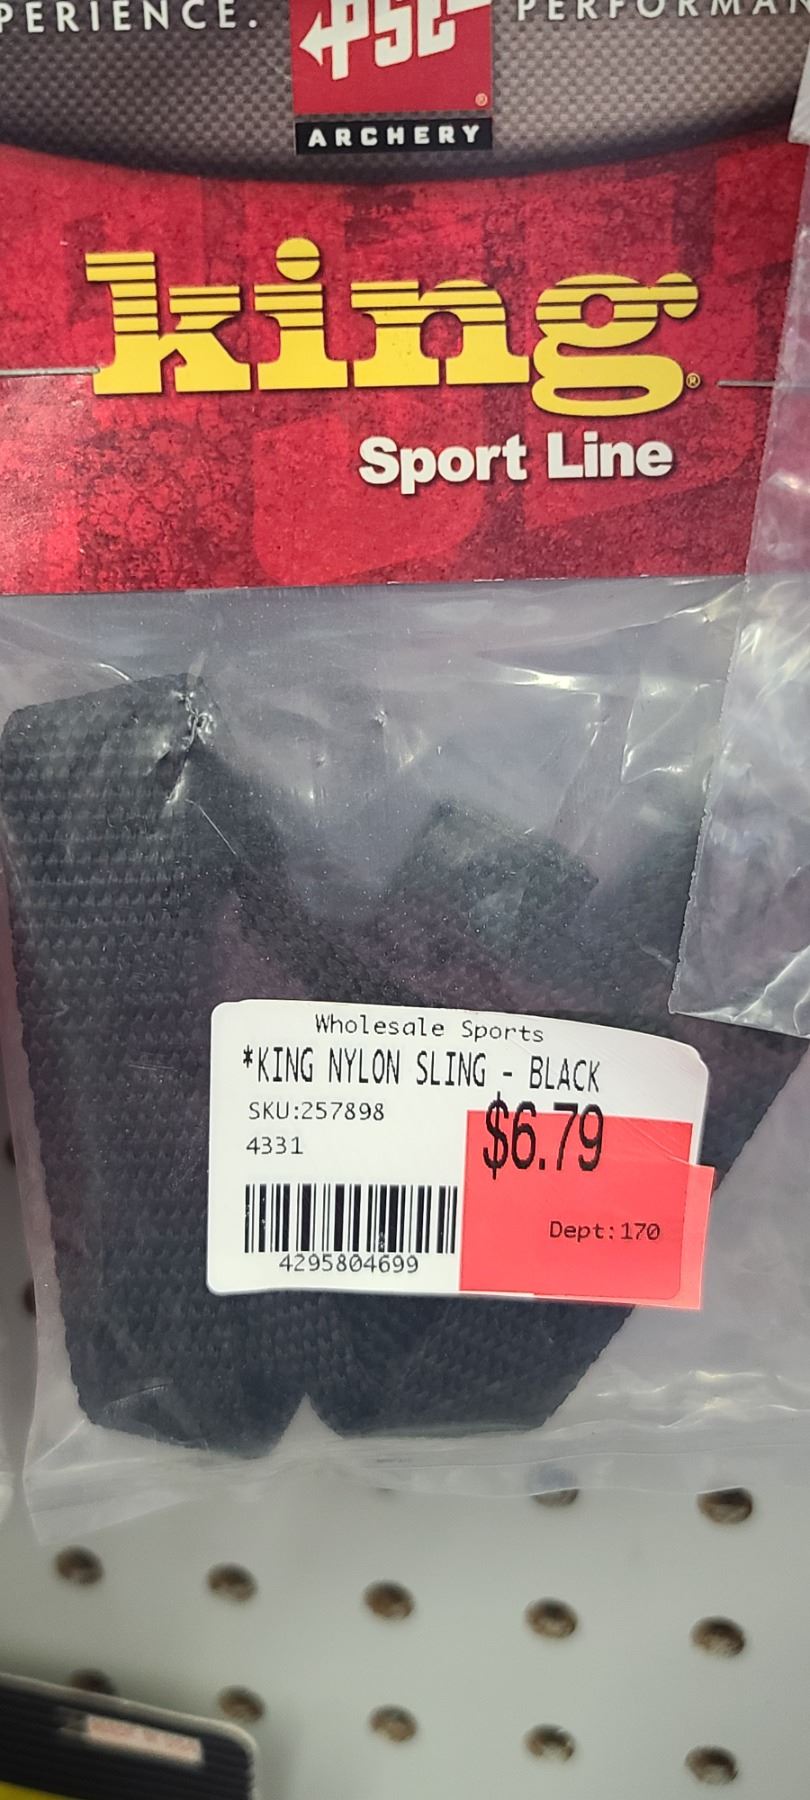 PERIENCE.
PSE
®
PERFORMAN
ARCHERY
king®
Sport Line
Wholesale Sports
*KING NYLON SLING - BLACK
SKU:257898
$6.79
4331
Dept:170
4295804699